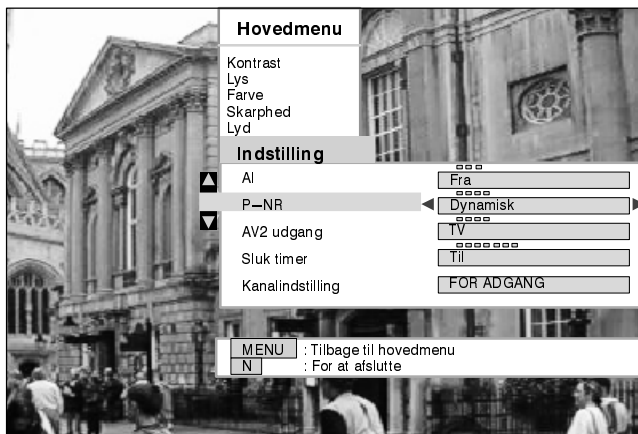 Hovedmenu
Kontrast
Lys
Farve
Skarphed
Lyd
Indstilling
AI Fra
P–NR Dynamisk
AV2 udgang TV
Sluk timer Til
Kanalindstilling FOR ADGANG
MENU : Tilbage til hovedmenu
N : For at afslutte